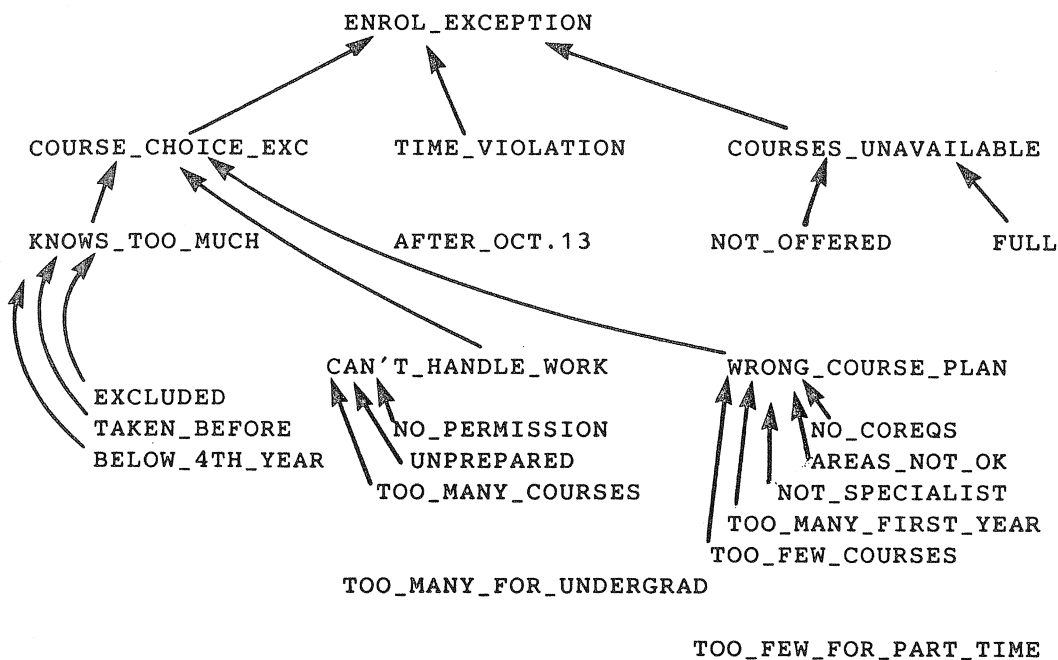 ENROL_EXCEPTION
COURSE_CHOICE_EXC
TIME_VIOLATION
COURSES_UNAVAILABLE
KNOWS_TOO_MUCH
AFTER_OCT.13
NOT_OFFERED
FULL
CAN'T_HANDLE_WORK
WRONG_COURSE_PLAN
EXCLUDED
TAKEN_BEFORE
BELOW_4TH_YEAR
NO_PERMISSION
UNPREPARED
TOO_MANY_COURSES
NO_COREQS
AREAS_NOT_OK
NOT_SPECIALIST
TOO_MANY_FIRST_YEAR
TOO_FEW_COURSES
TOO_MANY_FOR_UNDERGRAD
TOO_FEW_FOR_PART_TIME